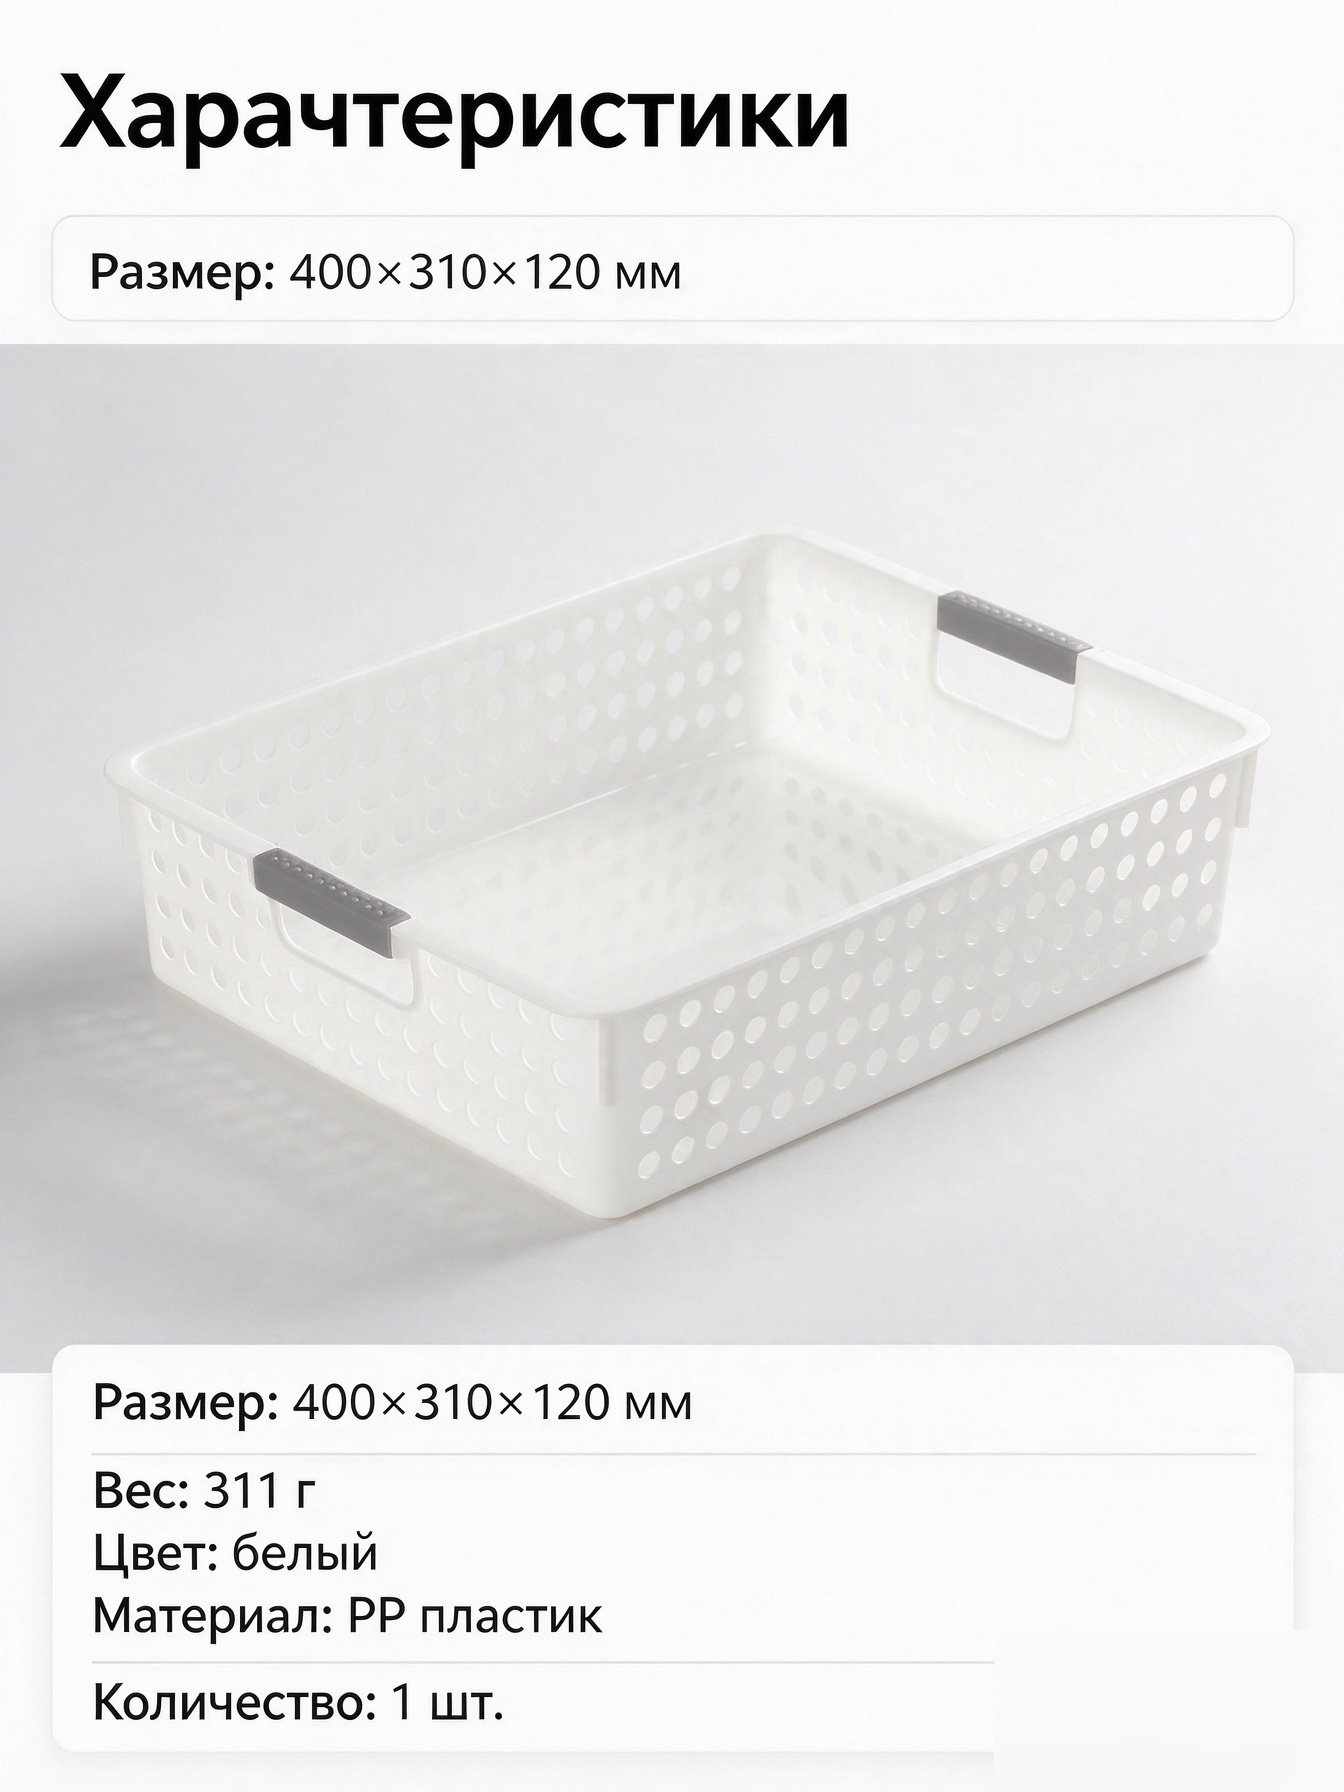 Харачтеристики
Размер: 400×310×120 мм
Размер: 400×310×120 мм
Вес: 311 г
Цвет: белый
Материал: PP пластик
Количество: 1 шт.